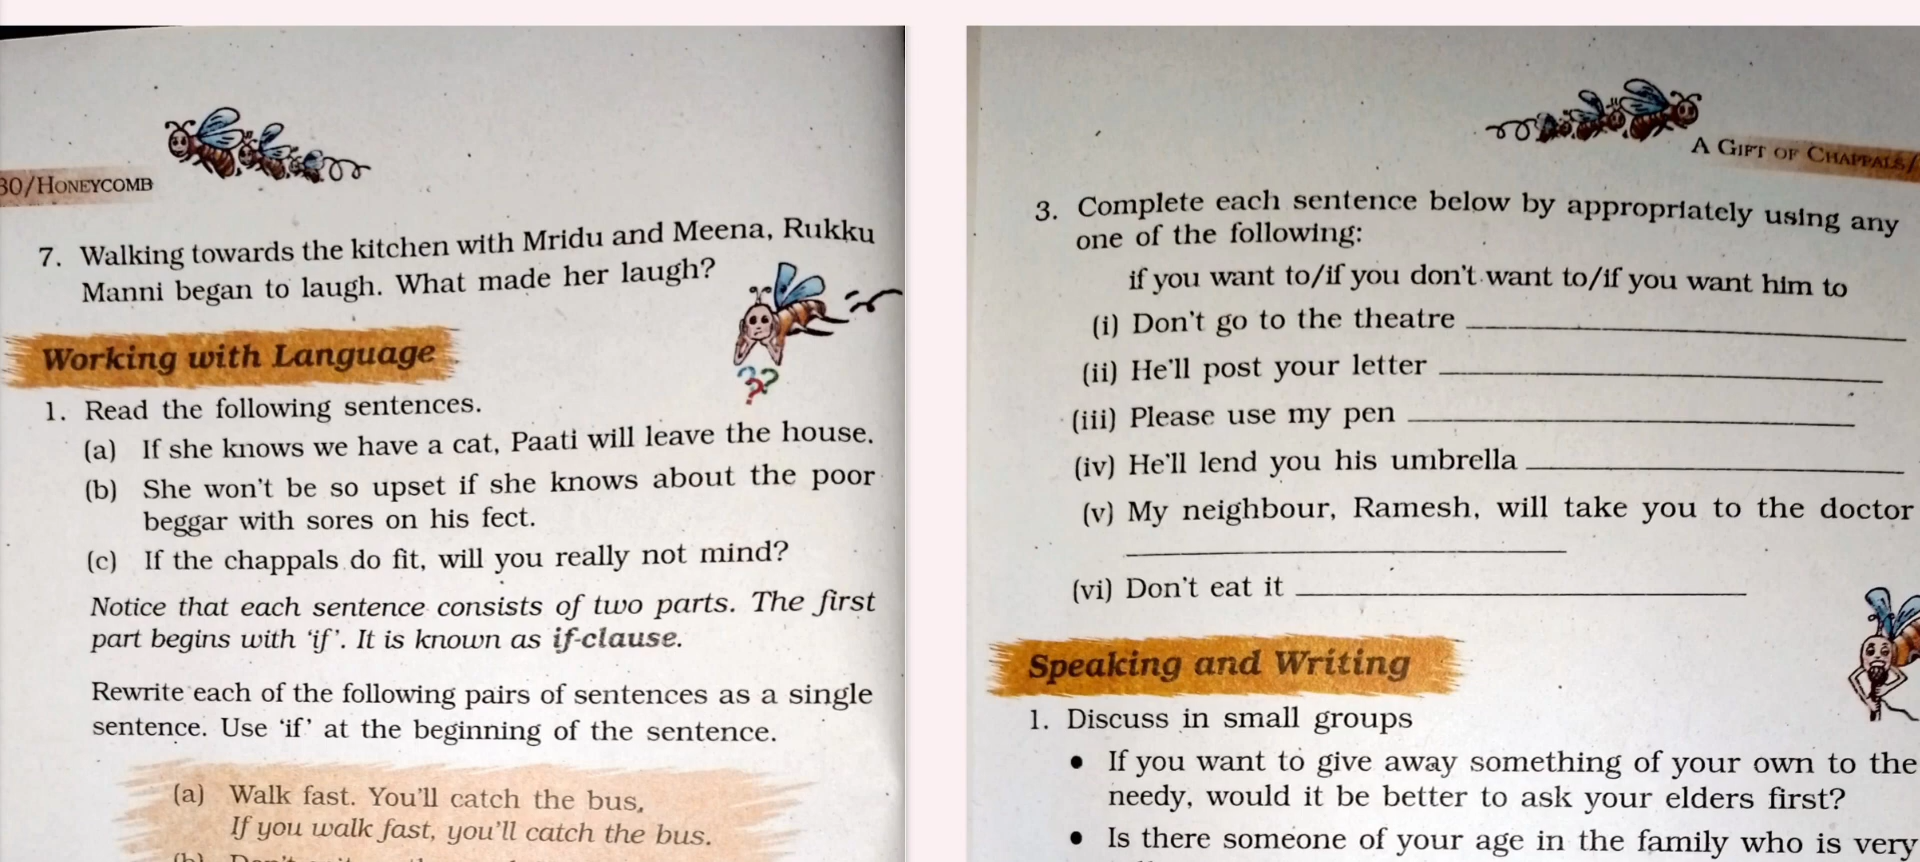 30/HONEYCOMB
7. Walking towards the kitchen with Mridu and Meena, Rukku
Manni began to laugh. What made her laugh?
??
Working with Language
1. Read the following sentences.
(a) If she knows we have a cat, Paati will leave the house.
(b) She won't be so upset if she knows about the poor
beggar with sores on his fect.
(c) If the chappals do fit, will you really not mind?
Notice that each sentence consists of two parts. The first
part begins with 'if'. It is known as if-clause.
Rewrite each of the following pairs of sentences as a single
sentence. Use 'if' at the beginning of the sentence.
(a) Walk fast. You'll catch the bus,
If you walk fast, you'll catch the bus.
(b) Don't
A GIFT OF CHAPPALS/
3. Complete each sentence below by appropriately using any
one of the following:
if you want to/if you don't want to/if you want him to
(i) Don't go to the theatre
(ii) He'll post your letter
(iii) Please use my pen
(iv) He'll lend you his umbrella
(v) My neighbour, Ramesh, will take you to the doctor
(vi) Don't eat it
Speaking and Writing
1. Discuss in small groups
• If you want to give away something of your own to the
needy, would it be better to ask your elders first?
• Is there someone of your age in the family who is very